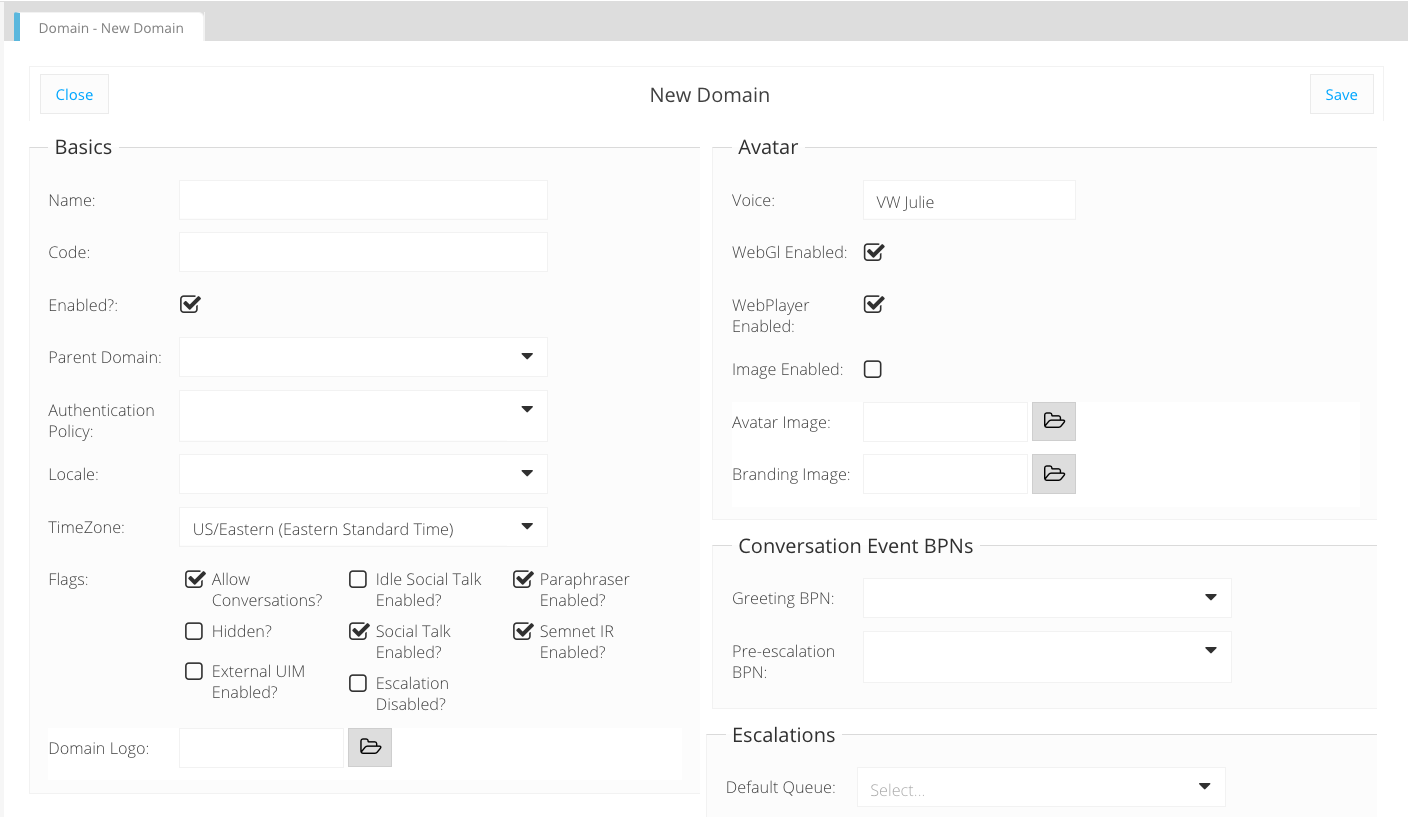 Domain - New Domain
Close
New Domain
Save
Basics
Name:
Code:
Enabled?:
Parent Domain:
Authentication
Policy:
Locale:
TimeZone:
US/Eastern (Eastern Standard Time)
Flags:
Allow
Conversations?
Idle Social Talk
Enabled?
Paraphraser
Enabled?
Hidden?
Social Talk
Enabled?
Semnet IR
Enabled?
External UIM
Enabled?
Escalation
Disabled?
Domain Logo:
Avatar
Voice:
VW Julie
WebGl Enabled:
WebPlayer
Enabled:
Image Enabled:
Avatar Image:
Branding Image:
Conversation Event BPNs
Greeting BPN:
Pre-escalation
BPN:
Escalations
Default Queue:
Select...